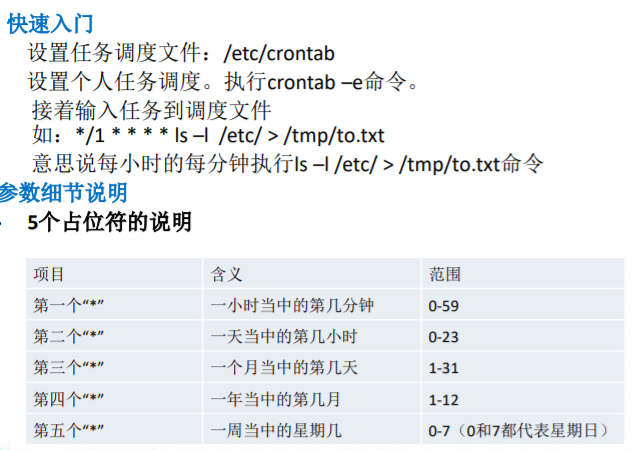 快速入门
设置任务调度文件：/etc/crontab
设置个人任务调度。执行crontab –e命令。
接着输入任务到调度文件
如：*/1 * * * * ls –l /etc/ > /tmp/to.txt
意思说每小时的每分钟执行ls –l /etc/ > /tmp/to.txt命令
参数细节说明
5个占位符的说明
项目 含义 范围
第一个“*” 一小时当中的第几分钟 0-59
第二个“*” 一天当中的第几小时 0-23
第三个“*” 一个月当中的第几天 1-31
第四个“*” 一年当中的第几月 1-12
第五个“*” 一周当中的星期几 0-7（0和7都代表星期日）